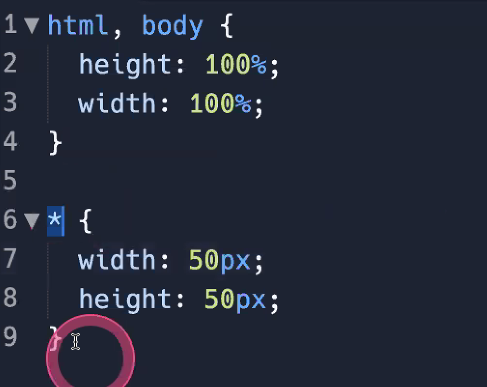 1 html, body {
2 height: 100%;
3 width: 100%;
4 }
5
6 * {
7 width: 50px;
8 height: 50px;
9 }